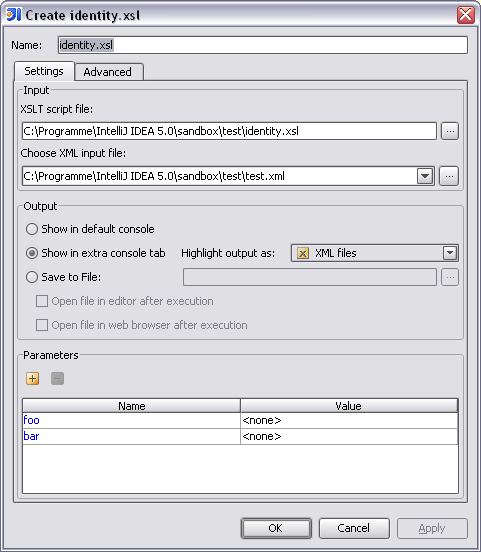 Create identity.xsl
Name: identity.xsl
Settings Advanced
Input
XSLT script file:
C:\Programme\IntelliJ IDEA 5.0\sandbox\test\identity.xsl ...
Choose XML input file:
C:\Programme\IntelliJ IDEA 5.0\sandbox\test\test.xml ...
Output
Show in default console
Show in extra console tab Highlight output as: XML files
Save to File: ...
Open file in editor after execution
Open file in web browser after execution
Parameters
Name Value
foo <none>
bar <none>
OK Cancel Apply